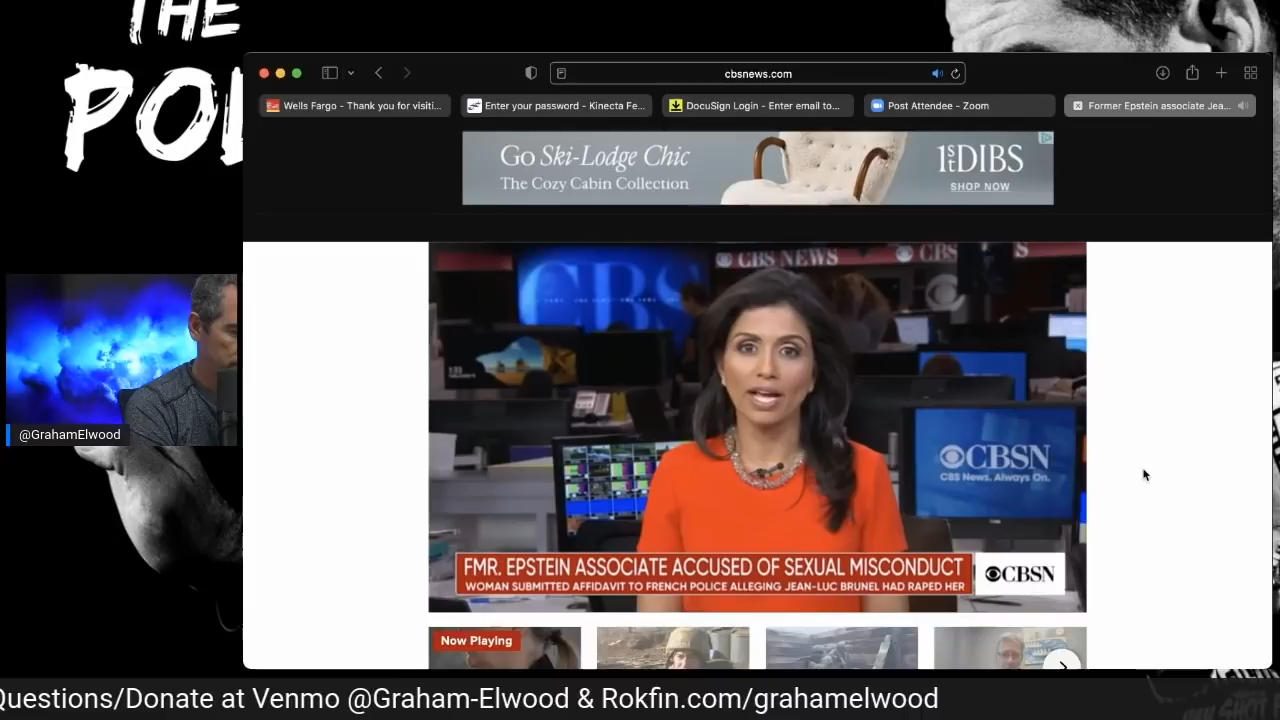 THE
cbsnews.com
Wells Fargo - Thank you for visiti...
Enter your password - Kinecta Fe...
DocuSign Login - Enter email to...
Post Attendee - Zoom
Former Epstein associate Jea...
Go Ski-Lodge Chic
The Cozy Cabin Collection
1stDIBS
SHOP NOW
CBS NEWS
CBS
CBSN
CBS News. Always On.
@GrahamElwood
FMR. EPSTEIN ASSOCIATE ACCUSED OF SEXUAL MISCONDUCT
WOMAN SUBMITTED AFFIDAVIT TO FRENCH POLICE ALLEGING JEAN-LUC BRUNEL HAD RAPED HER
CBSN
Now Playing
Questions/Donate at Venmo @Graham-Elwood & Rokfin.com/grahamelwood